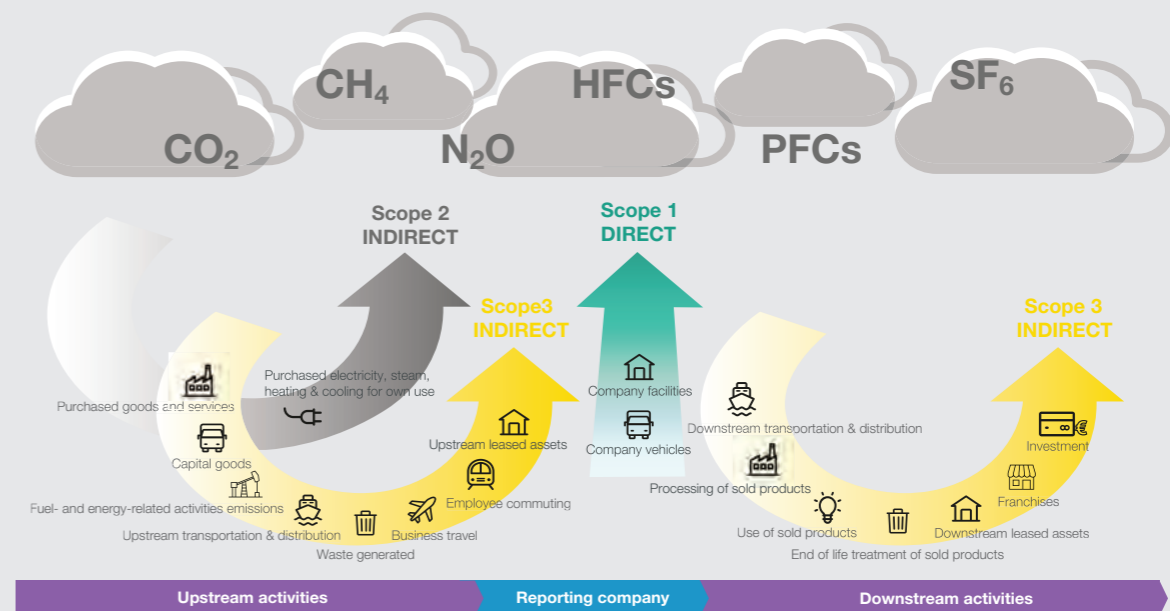 CH₄
HFCs
SF₆
CO₂
N₂O
PFCs
Scope 2
INDIRECT
Scope 1
DIRECT
Scope3
INDIRECT
Scope 3
INDIRECT
Purchased electricity, steam,
heating & cooling for own use
Purchased goods and services
Capital goods
Fuel- and energy-related activities emissions
Upstream transportation & distribution
Waste generated
Business travel
Employee commuting
Upstream leased assets
Company facilities
Company vehicles
Downstream transportation & distribution
Processing of sold products
Use of sold products
End of life treatment of sold products
Downstream leased assets
Franchises
Investment
€
Upstream activities
Reporting company
Downstream activities